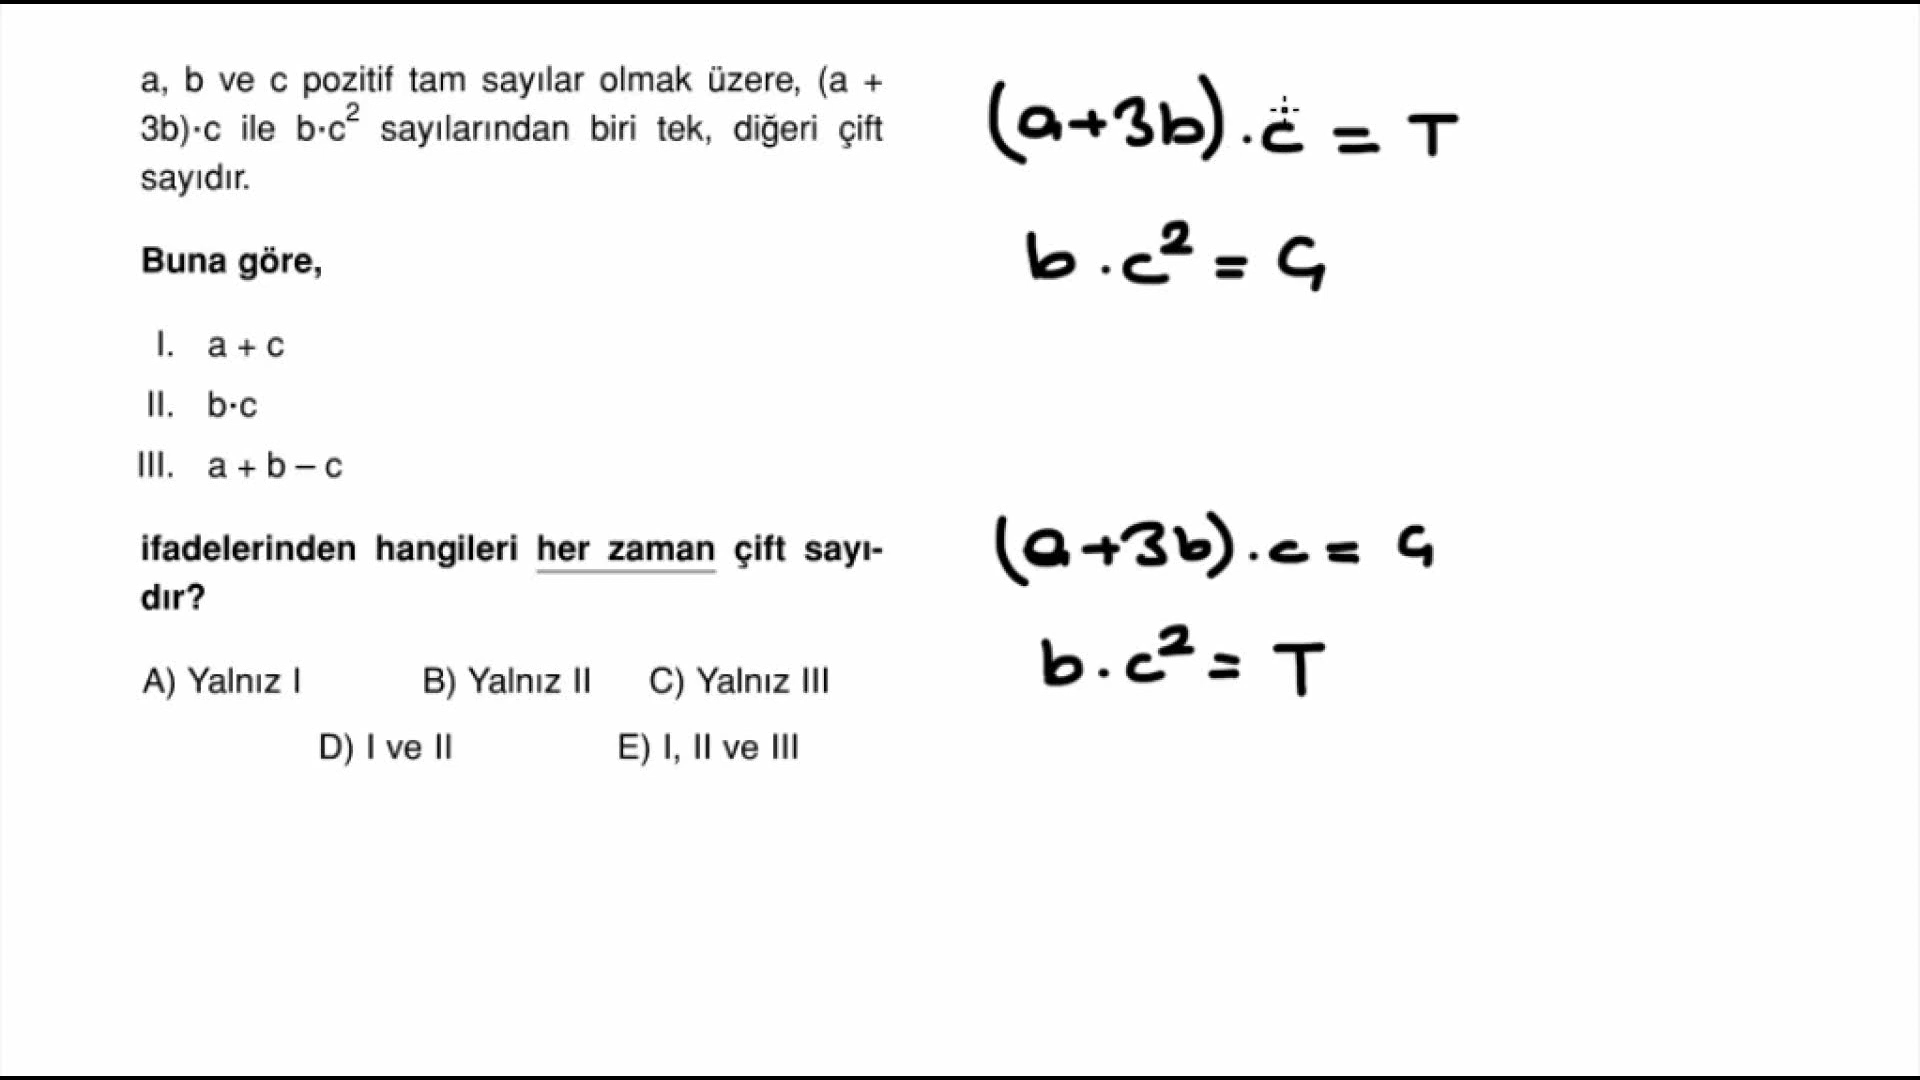 a, b ve c pozitif tam sayılar olmak üzere, (a +
3b)·c ile b·c² sayılarından biri tek, diğeri çift
sayıdır.
Buna göre,
I. a + c
II. b·c
III. a + b – c
ifadelerinden hangileri her zaman çift sayı-
dır?
A) Yalnız I B) Yalnız II C) Yalnız III
D) I ve II E) I, II ve III
(a+3b).c = T
b.c² = Ç
(a+3b).c = Ç
b.c² = T